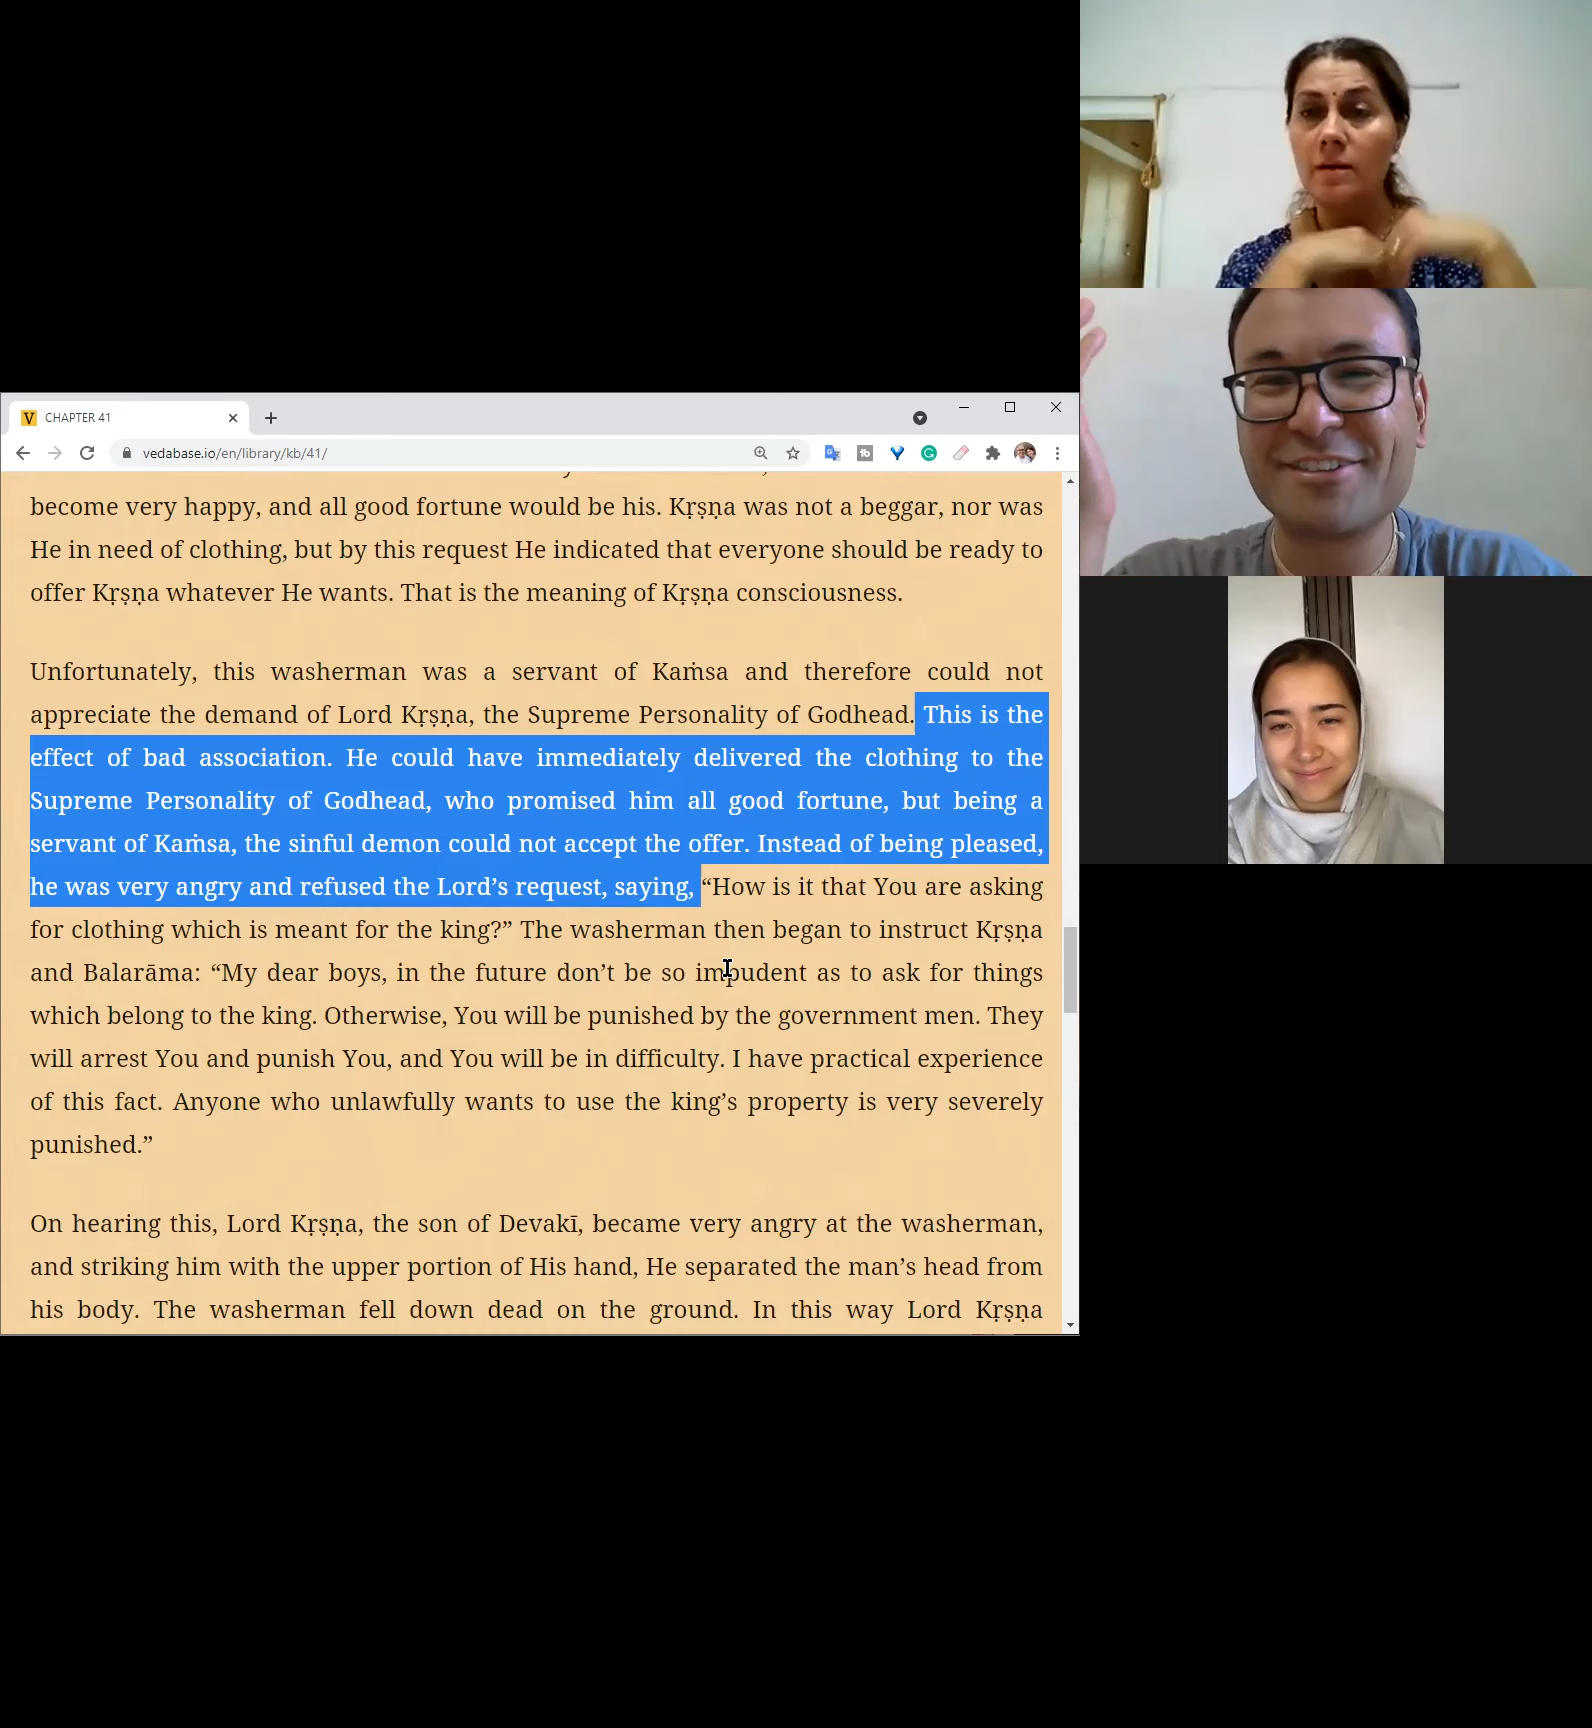 CHAPTER 41
vedabase.io/en/library/kb/41/
become very happy, and all good fortune would be his. Kṛṣṇa was not a beggar, nor was
He in need of clothing, but by this request He indicated that everyone should be ready to
offer Kṛṣṇa whatever He wants. That is the meaning of Kṛṣṇa consciousness.
Unfortunately, this washerman was a servant of Kaṁsa and therefore could not
appreciate the demand of Lord Kṛṣṇa, the Supreme Personality of Godhead. This is the
effect of bad association. He could have immediately delivered the clothing to the
Supreme Personality of Godhead, who promised him all good fortune, but being a
servant of Kaṁsa, the sinful demon could not accept the offer. Instead of being pleased,
he was very angry and refused the Lord’s request, saying, “How is it that You are asking
for clothing which is meant for the king?” The washerman then began to instruct Kṛṣṇa
and Balarāma: “My dear boys, in the future don’t be so impudent as to ask for things
which belong to the king. Otherwise, You will be punished by the government men. They
will arrest You and punish You, and You will be in difficulty. I have practical experience
of this fact. Anyone who unlawfully wants to use the king’s property is very severely
punished.”
On hearing this, Lord Kṛṣṇa, the son of Devakī, became very angry at the washerman,
and striking him with the upper portion of His hand, He separated the man’s head from
his body. The washerman fell down dead on the ground. In this way Lord Kṛṣṇa